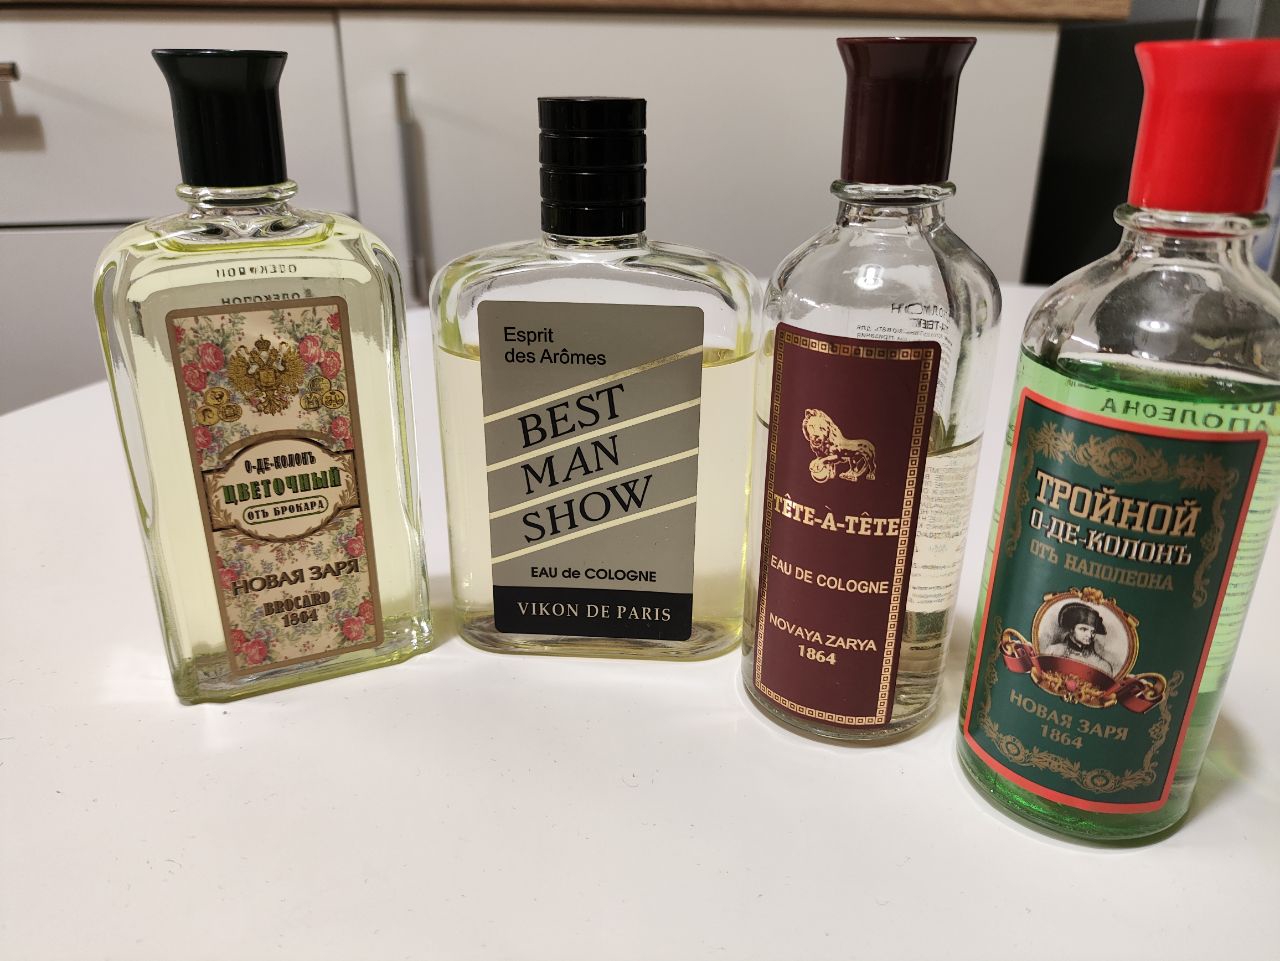 О-ДЕ-КОЛОНЪ
ЦВЕТОЧНЫЙ
ОТЪ БРОКАРА
НОВАЯ ЗАРЯ
BROCARD
1864
Esprit
des Arômes
BEST
MAN
SHOW
EAU de COLOGNE
VIKON DE PARIS
TÊTE-À-TÊTE
EAU DE COLOGNE
NOVAYA ZARYA
1864
ТРОЙНОЙ
О-ДЕ-КОЛОНЪ
ОТЪ НАПОЛЕОНА
НОВАЯ ЗАРЯ
1864